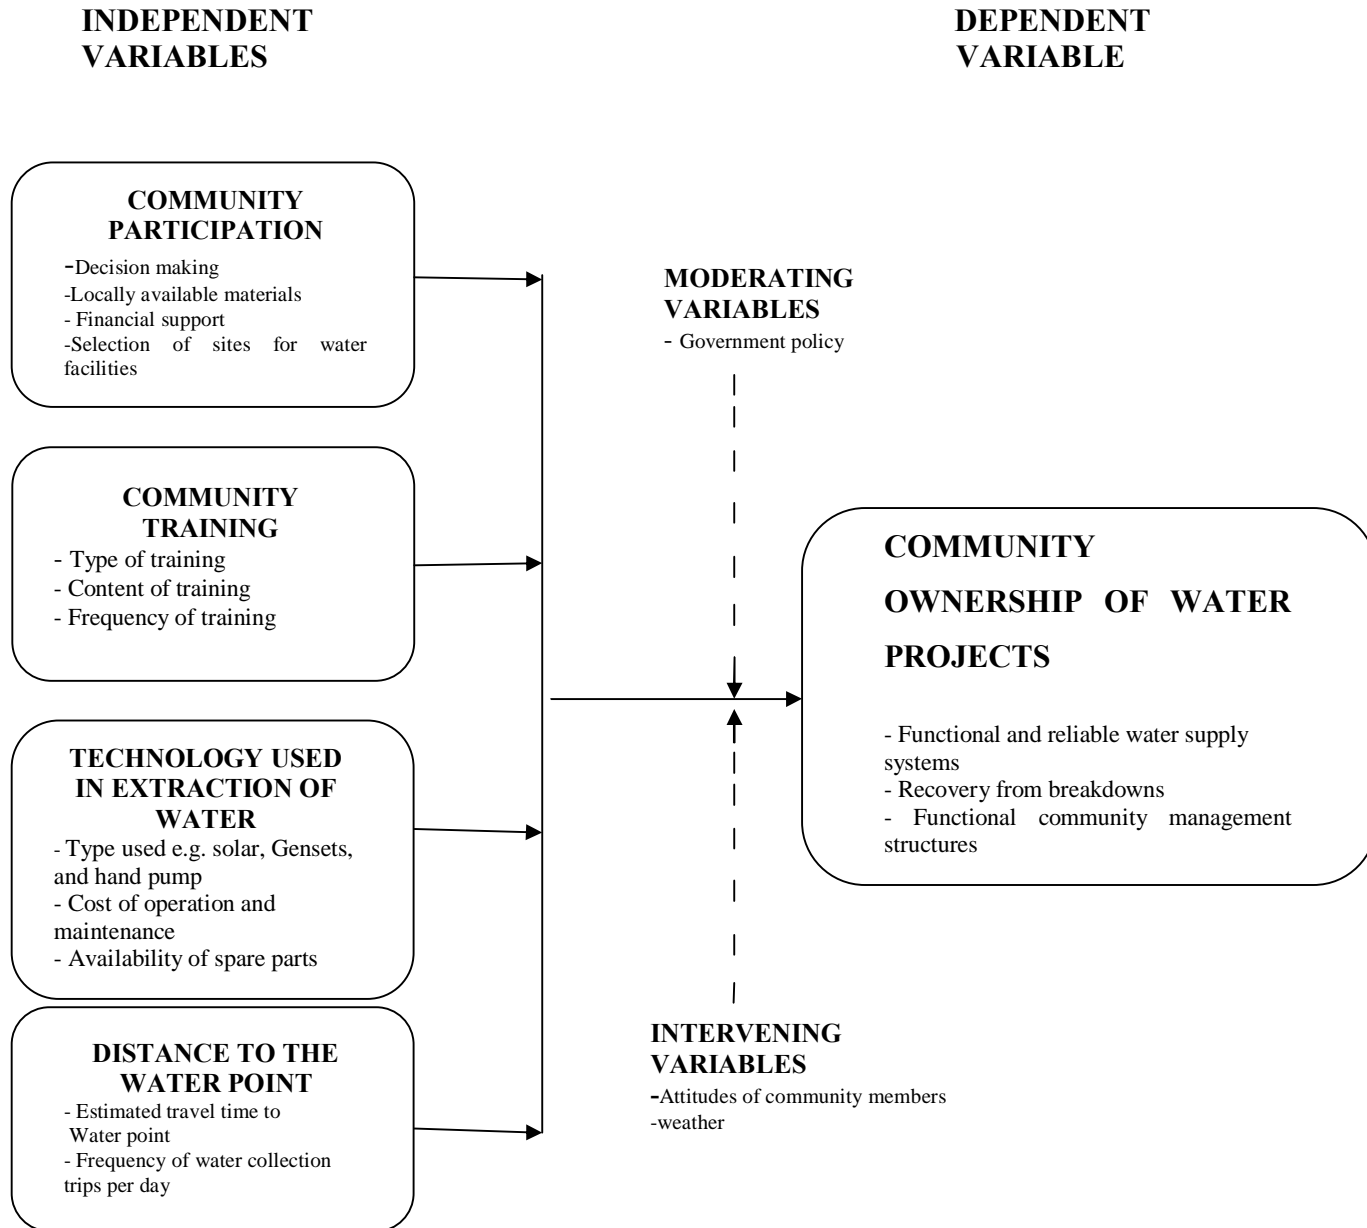 INDEPENDENT
VARIABLES
DEPENDENT
VARIABLE
COMMUNITY
PARTICIPATION
-Decision making
-Locally available materials
- Financial support
-Selection of sites for water
facilities
COMMUNITY
TRAINING
- Type of training
- Content of training
- Frequency of training
TECHNOLOGY USED
IN EXTRACTION OF
WATER
- Type used e.g. solar, Gensets,
and hand pump
- Cost of operation and
maintenance
- Availability of spare parts
DISTANCE TO THE
WATER POINT
- Estimated travel time to
Water point
- Frequency of water collection
trips per day
MODERATING
VARIABLES
- Government policy
INTERVENING
VARIABLES
-Attitudes of community members
-weather
COMMUNITY
OWNERSHIP OF WATER
PROJECTS
- Functional and reliable water supply
systems
- Recovery from breakdowns
- Functional community management
structures